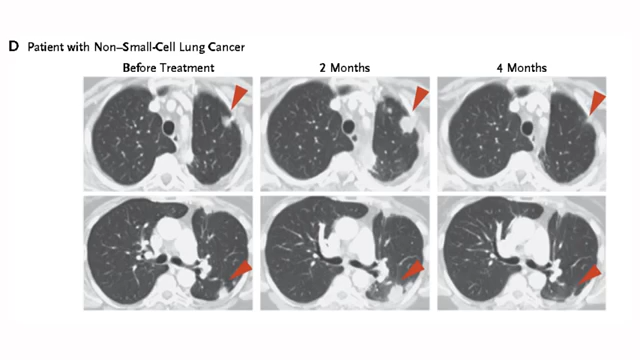 D Patient with Non–Small-Cell Lung Cancer
Before Treatment 2 Months 4 Months